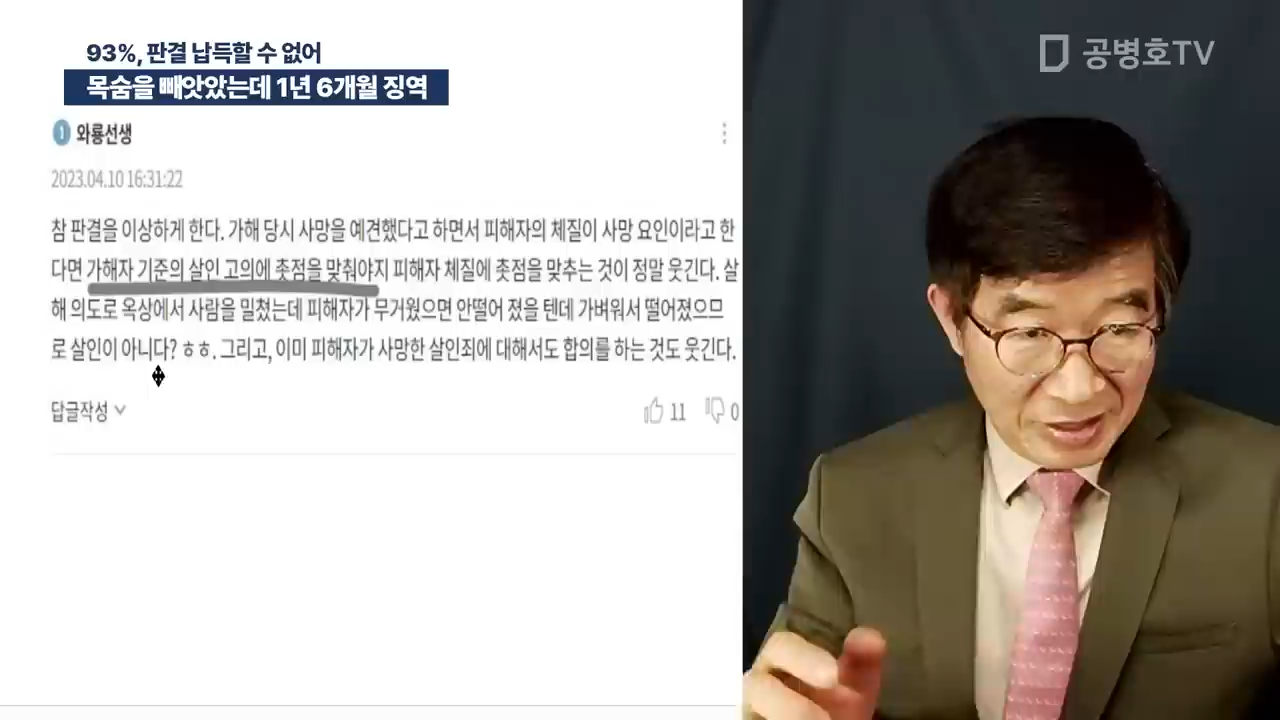 93%, 판결 납득할 수 없어
목숨을 빼앗았는데 1년 6개월 징역
공병호TV
1 와룡선생
2023.04.10 16:31:22
참 판결을 이상하게 한다. 가해 당시 사망을 예견했다고 하면서 피해자의 체질이 사망 요인이라고 한
다면 가해자 기준의 살인 고의에 촛점을 맞춰야지 피해자 체질에 촛점을 맞추는 것이 정말 웃긴다. 살
해 의도로 옥상에서 사람을 밀쳤는데 피해자가 무거웠으면 안떨어 졌을 텐데 가벼워서 떨어졌으므
로 살인이 아니다? ㅎㅎ. 그리고, 이미 피해자가 사망한 살인죄에 대해서도 합의를 하는 것도 웃긴다.
답글작성
11
0